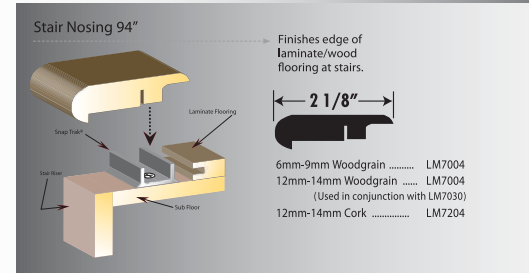 Stair Nosing 94”
Finishes edge of
laminate/wood
flooring at stairs.
2 1/8”
Laminate Flooring
Snap Trak®
Stair Riser
Sub Floor
6mm-9mm Woodgrain .......... LM7004
12mm-14mm Woodgrain ...... LM7004
(Used in conjunction with LM7030)
12mm-14mm Cork ............... LM7204